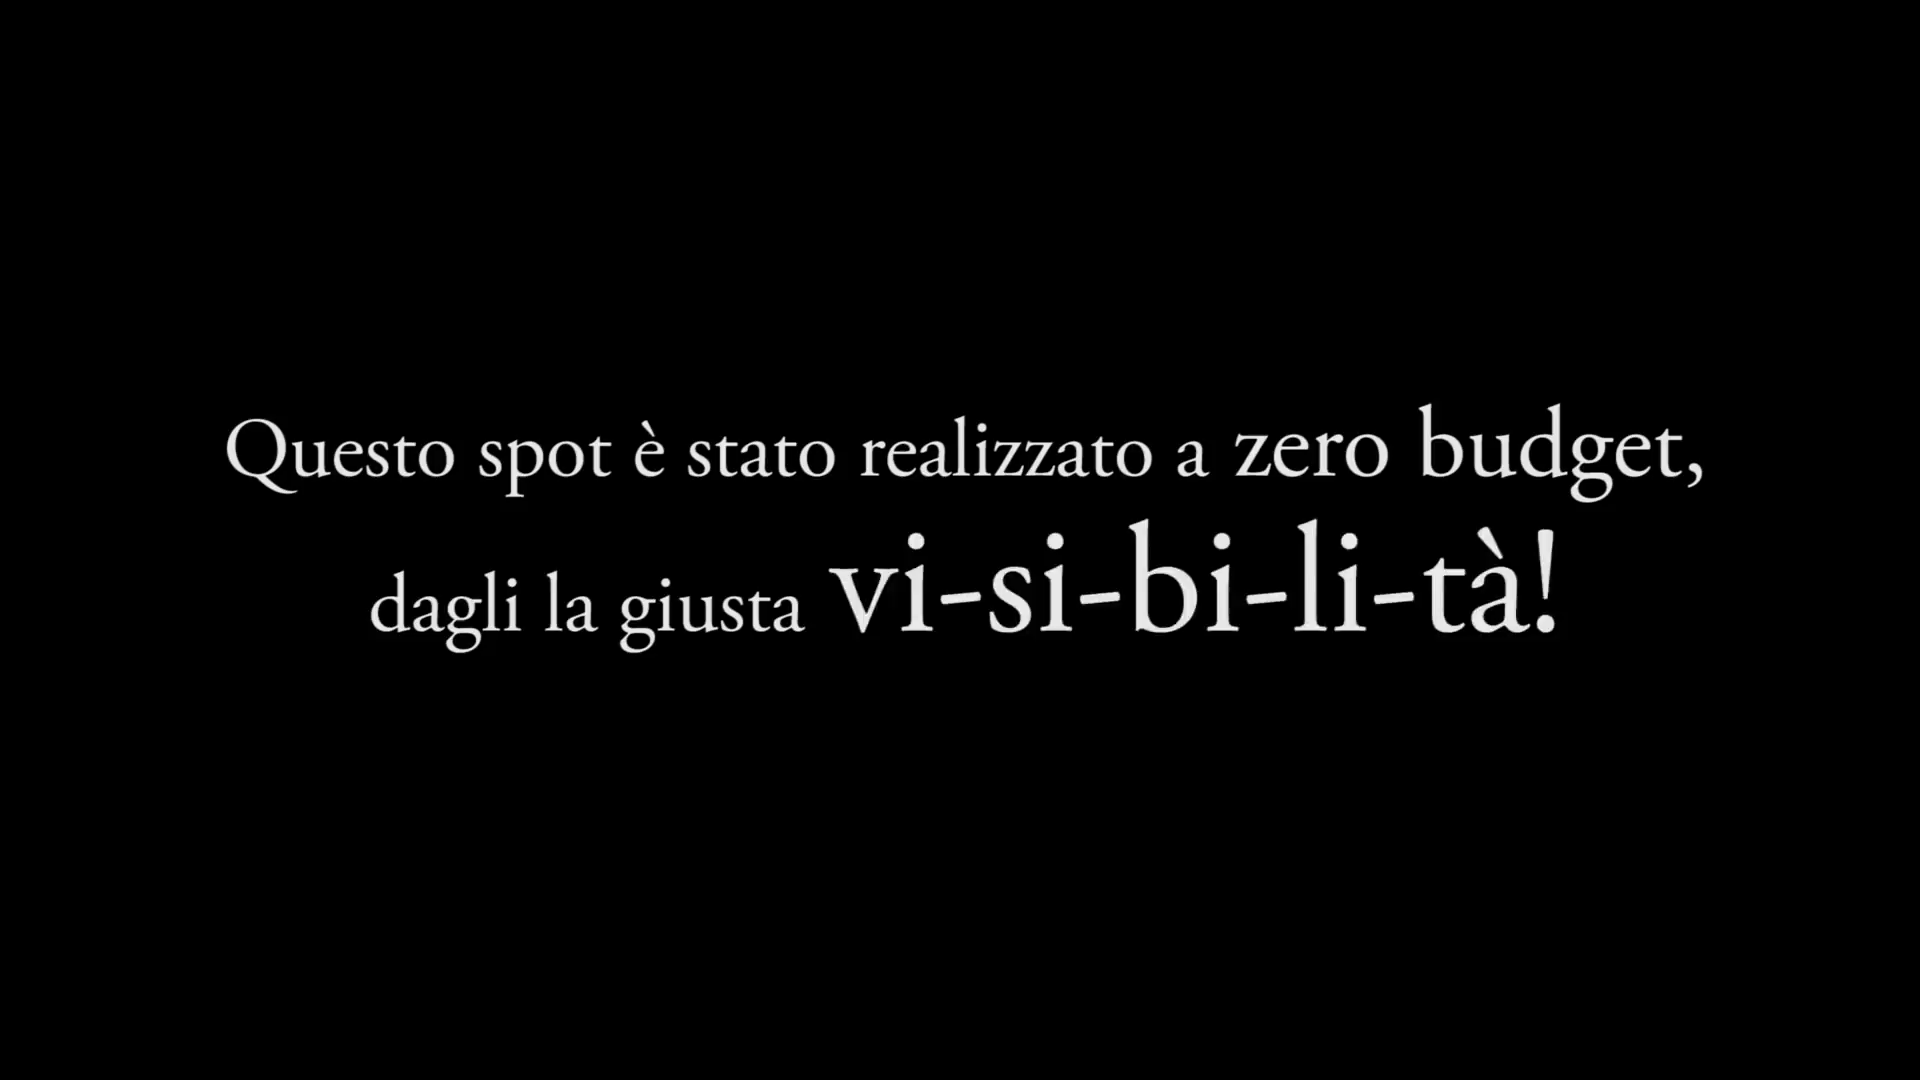 Questo spot è stato realizzato a zero budget,
dagli la giusta vi-si-bi-li-tà!